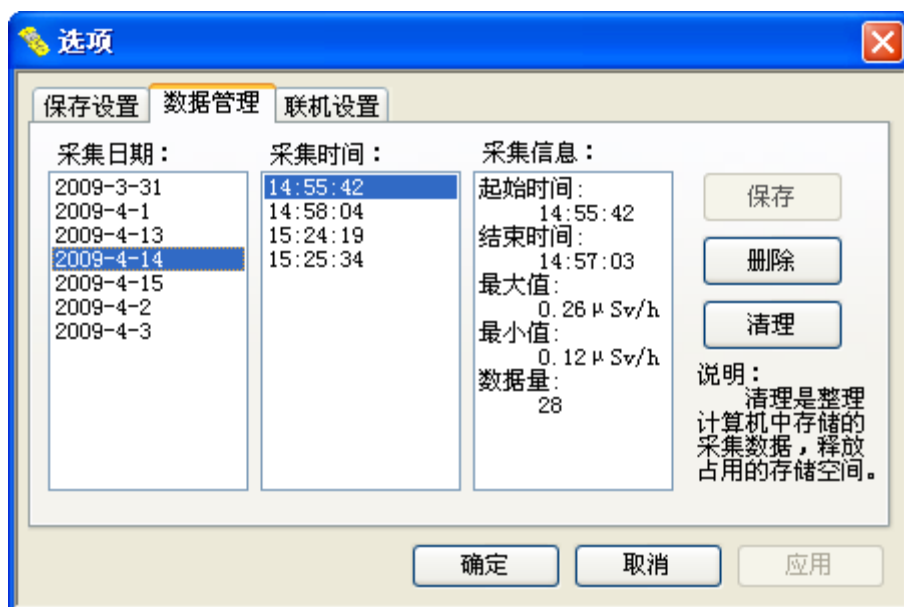 选项
保存设置 数据管理 联机设置
采集日期：
2009-3-31
2009-4-1
2009-4-13
2009-4-14
2009-4-15
2009-4-2
2009-4-3
采集时间：
14:55:42
14:58:04
15:24:19
15:25:34
采集信息：
起始时间:
14:55:42
结束时间:
14:57:03
最大值:
0.26μSv/h
最小值:
0.12μSv/h
数据量:
28
保存
删除
清理
说明：
清理是整理
计算机中存储的
采集数据，释放
占用的存储空间。
确定 取消 应用